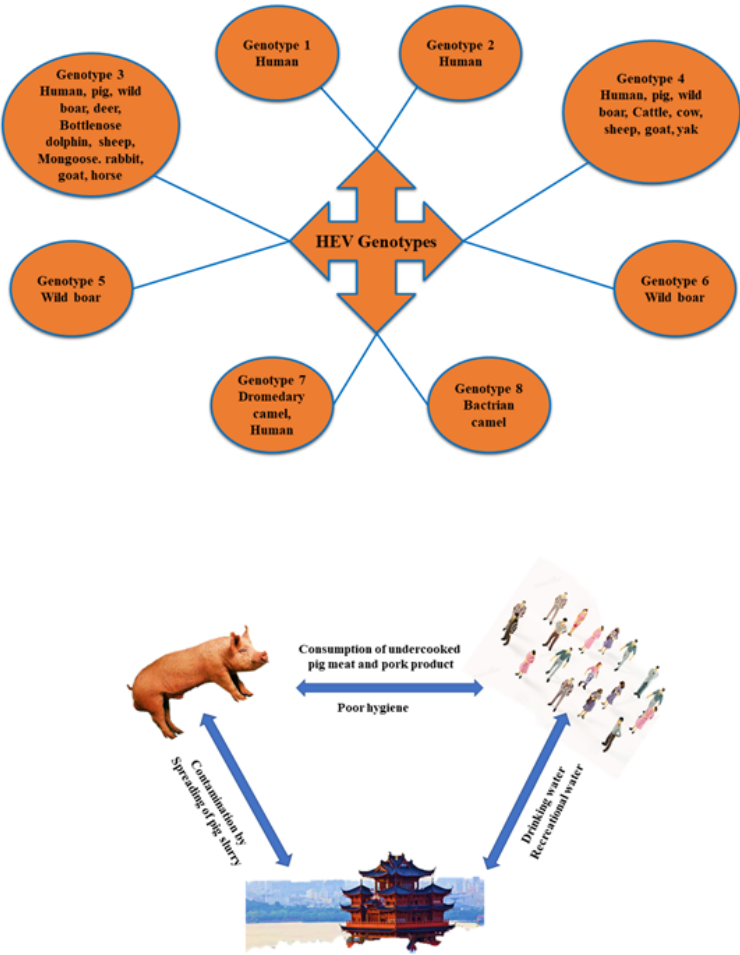 Genotype 1
Human
Genotype 2
Human
Genotype 3
Human, pig, wild
boar, deer,
Bottlenose
dolphin, sheep,
Mongoose. rabbit,
goat, horse
Genotype 4
Human, pig, wild
boar, Cattle, cow,
sheep, goat, yak
HEV Genotypes
Genotype 5
Wild boar
Genotype 6
Wild boar
Genotype 7
Dromedary
camel,
Human
Genotype 8
Bactrian
camel
Consumption of undercooked
pig meat and pork product
Poor hygiene
Contamination by
Spreading of pig slurry
Drinking water
Recreational water